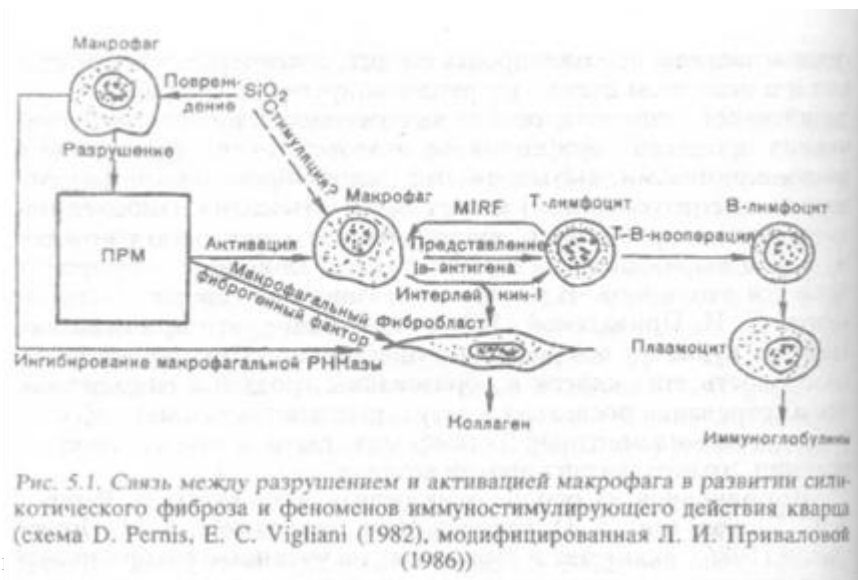 Макрофаг
Повреж-
дение
SiO₂
Стимуляция?
Разрушение
Макрофаг
MIRF
Т-лимфоцит
В-лимфоцит
ПРМ
Активация
Представление
Ia-антигена
Т-В-кооперация
Макрофагальный
фиброгенный фактор
Интерлейкин-I
Фибробласт
Плазмоцит
Ингибирование макрофагальной РНКазы
Коллаген
Иммуноглобулины
Рис. 5.1. Связь между разрушением и активацией макрофага в развитии сили-
котического фиброза и феноменов иммуностимулирующего действия кварца
(схема D. Pernis, E. C. Vigliani (1982), модифицированная Л. И. Приваловой
(1986))